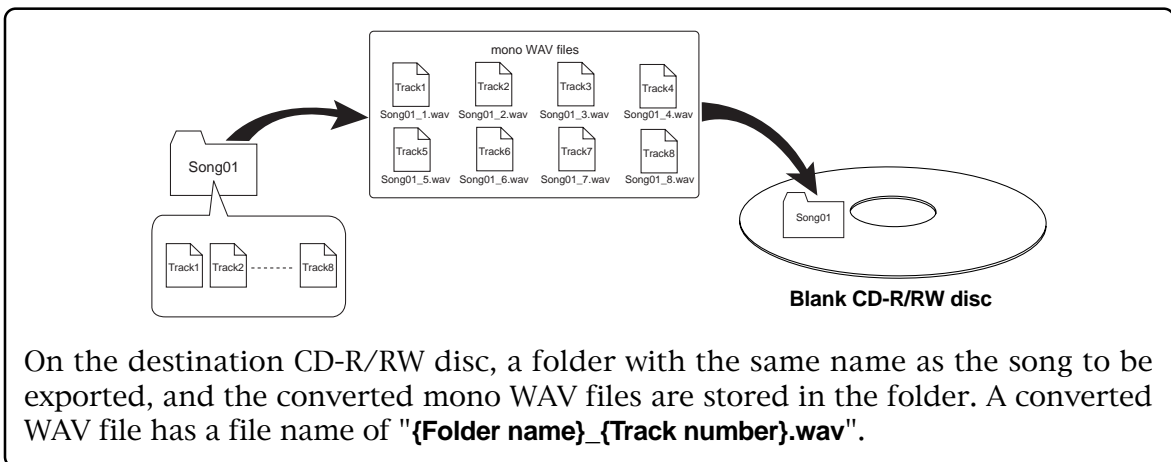 mono WAV files
Track1 Track2 Track3 Track4
Song01_1.wav Song01_2.wav Song01_3.wav Song01_4.wav
Track5 Track6 Track7 Track8
Song01_5.wav Song01_6.wav Song01_7.wav Song01_8.wav
Song01
Track1 Track2 Track8
Song01
Blank CD-R/RW disc
On the destination CD-R/RW disc, a folder with the same name as the song to be
exported, and the converted mono WAV files are stored in the folder. A converted
WAV file has a file name of "{Folder name}_{Track number}.wav".